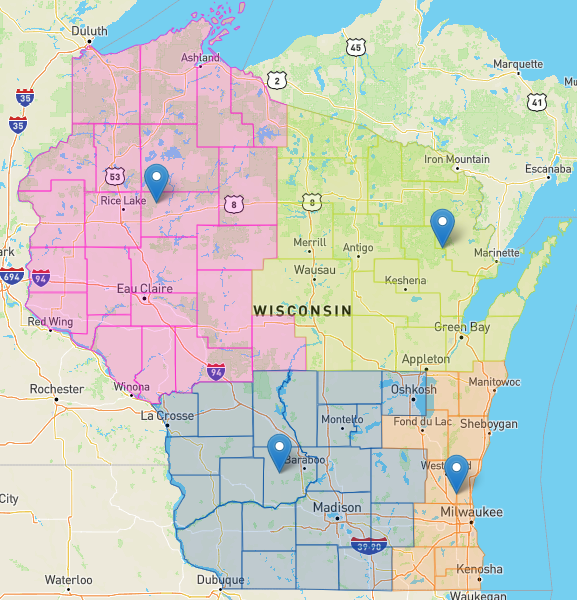 Duluth
45
Ashland
Marquette
2
35
Mu
41
35
Iron Mountain
Escanaba
53
Rice Lake
8
8
Merrill
Antigo
Marinette
ark
694
94
Wausau
Keshena
Eau Claire
WISCONSIN
Red Wing
Green Bay
Appleton
94
Rochester
Winona
Oshkosh
Manitowoc
La Crosse
Montello
Fond du Lac
Sheboygan
Baraboo
West
City
Madison
Milwaukee
39-90
Kenosha
Waterloo
Dubuque
Waukegan